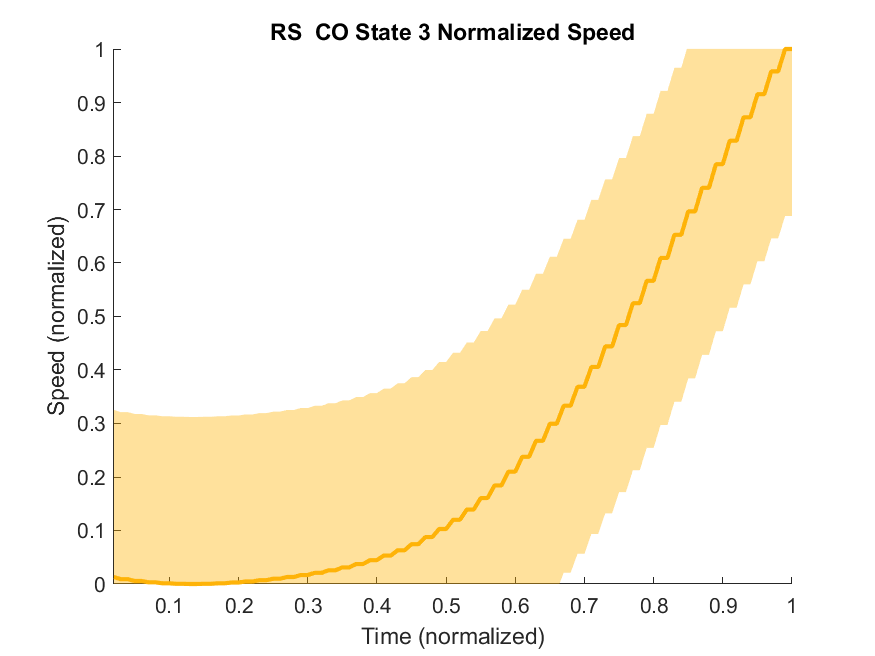 RS  CO State 3 Normalized Speed
1
0.9
0.8
0.7
0.6
0.5
0.4
0.3
0.2
0.1
0
Speed (normalized)
0.1 0.2 0.3 0.4 0.5 0.6 0.7 0.8 0.9 1
Time (normalized)